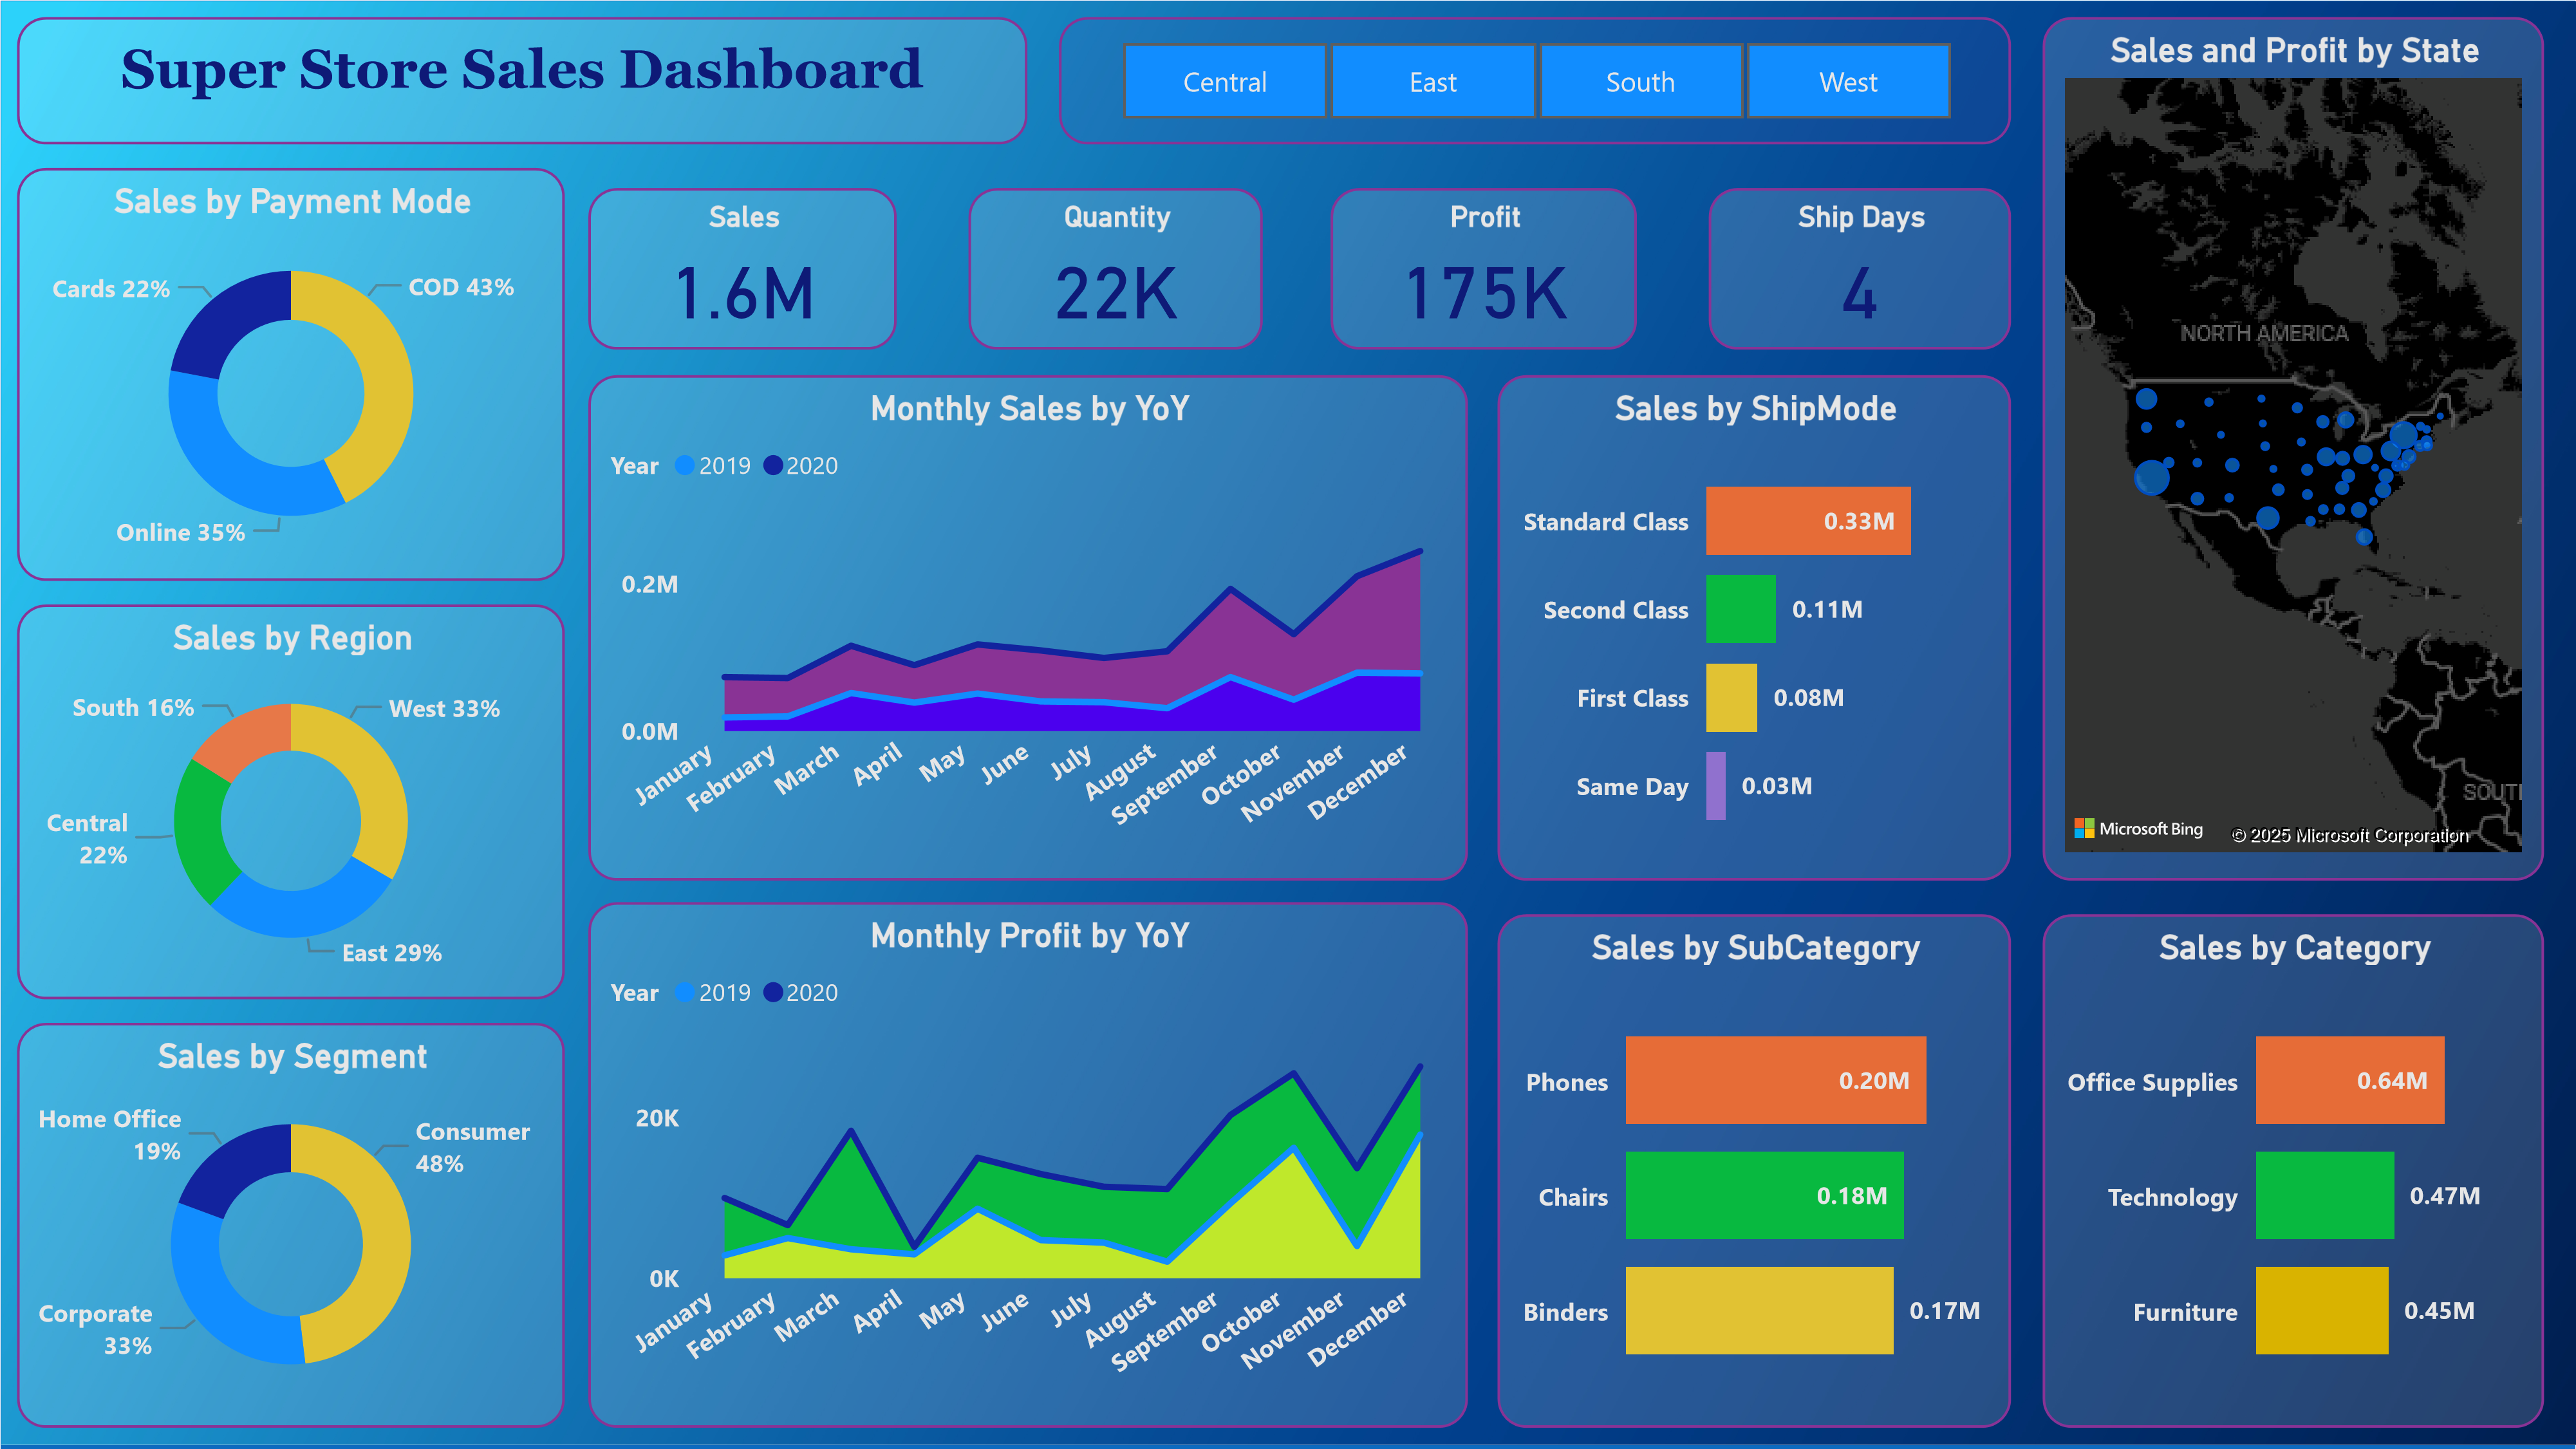 Super Store Sales Dashboard
Central
East
South
West
Sales and Profit by State
NORTH AMERICA
Microsoft Bing
© 2025 Microsoft Corporation
Sales by Payment Mode
Cards 22%
COD 43%
Online 35%
Sales
1.6M
Quantity
22K
Profit
175K
Ship Days
4
Monthly Sales by YoY
Year 2019 2020
0.2M
0.0M
January
February
March
April
May
June
July
August
September
October
November
December
Sales by ShipMode
Standard Class 0.33M
Second Class 0.11M
First Class 0.08M
Same Day 0.03M
Sales by Region
South 16%
West 33%
Central
22%
East 29%
Sales by Segment
Home Office
19%
Consumer
48%
Corporate
33%
Monthly Profit by YoY
Year 2019 2020
20K
0K
January
February
March
April
May
June
July
August
September
October
November
December
Sales by SubCategory
Phones 0.20M
Chairs 0.18M
Binders 0.17M
Sales by Category
Office Supplies 0.64M
Technology 0.47M
Furniture 0.45M